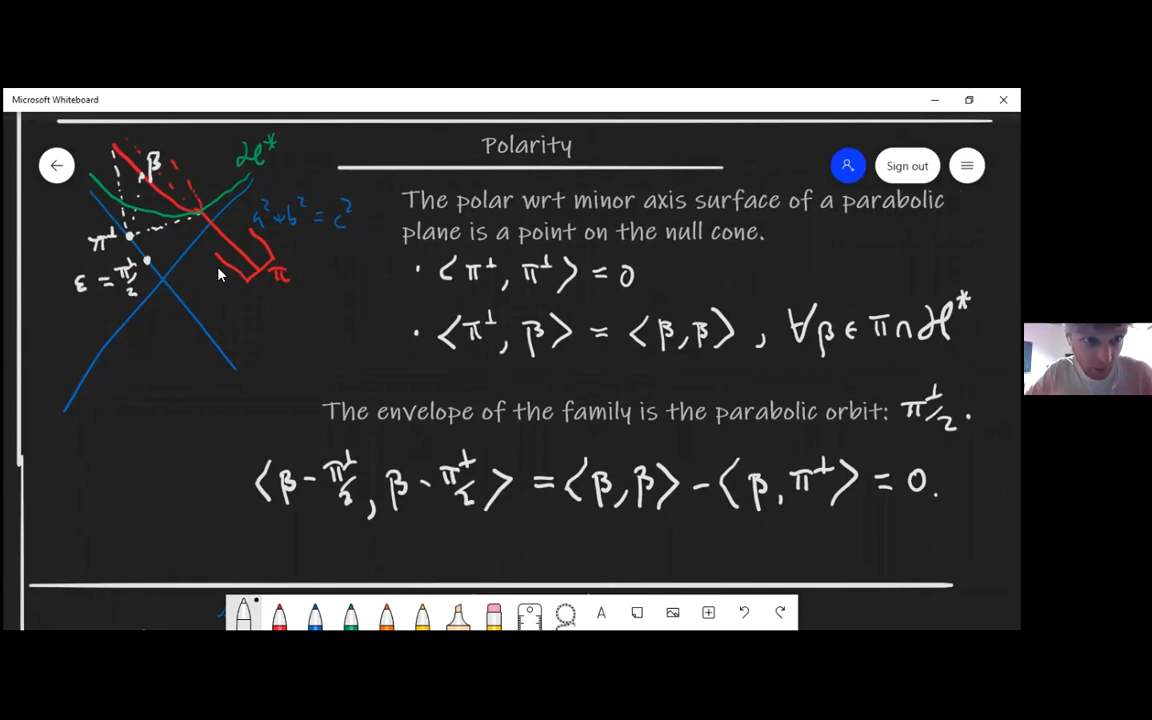 Microsoft Whiteboard
Polarity
Sign out
β
ℋ*
a² + b² = c²
π⊥
ε = π⊥/2
π
The polar wrt minor axis surface of a parabolic
plane is a point on the null cone.
· ⟨π⊥, π⊥⟩ = 0
· ⟨π⊥, β⟩ = ⟨β, β⟩ , ∀β ∈ π ∩ ℋ*
The envelope of the family is the parabolic orbit: π⊥/2.
⟨β - π⊥/2, β - π⊥/2⟩ = ⟨β, β⟩ - ⟨β, π⊥⟩ = 0.
A